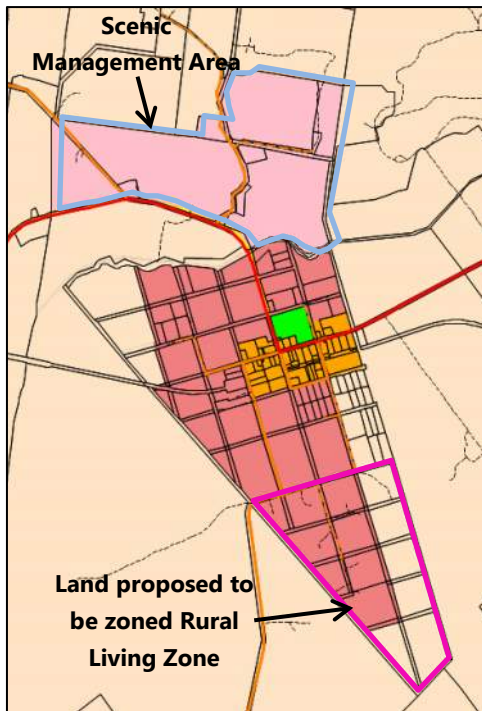 Scenic
Management Area
Land proposed to
be zoned Rural
Living Zone